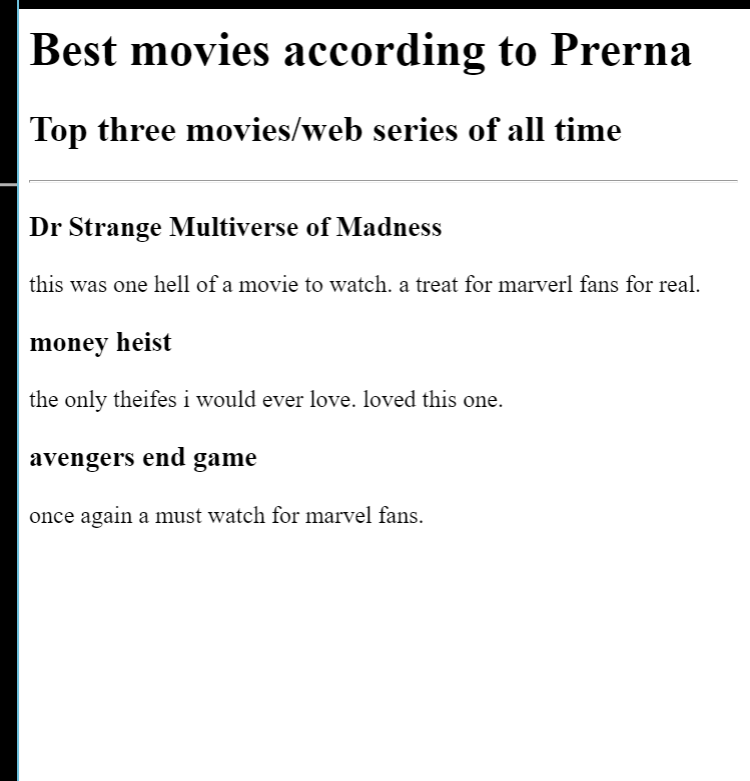 Best movies according to Prerna
Top three movies/web series of all time
Dr Strange Multiverse of Madness
this was one hell of a movie to watch. a treat for marverl fans for real.
money heist
the only theifes i would ever love. loved this one.
avengers end game
once again a must watch for marvel fans.